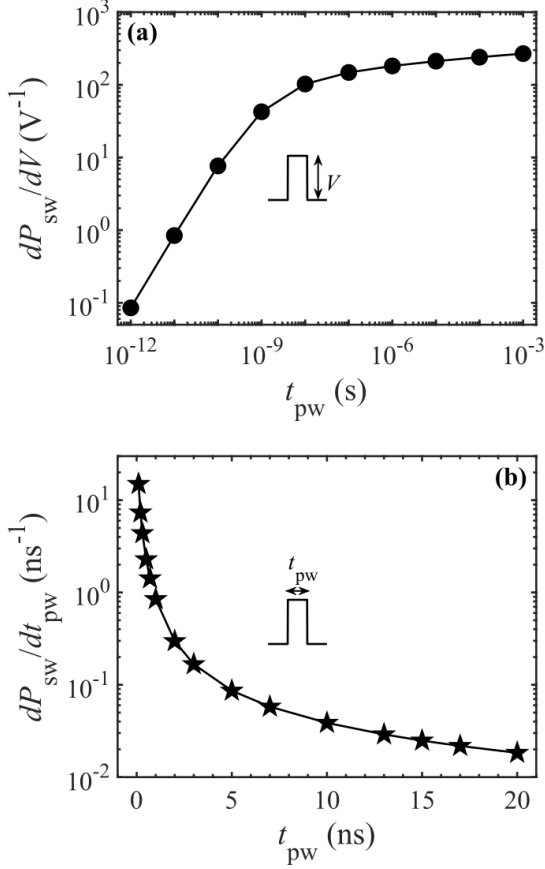 (a)
dP_sw/dV (V^-1)
10^3
10^2
10^1
10^0
10^-1
V
10^-12 10^-9 10^-6 10^-3
t_pw (s)
(b)
dP_sw/dt_pw (ns^-1)
10^1
10^0
10^-1
10^-2
t_pw
0 5 10 15 20
t_pw (ns)